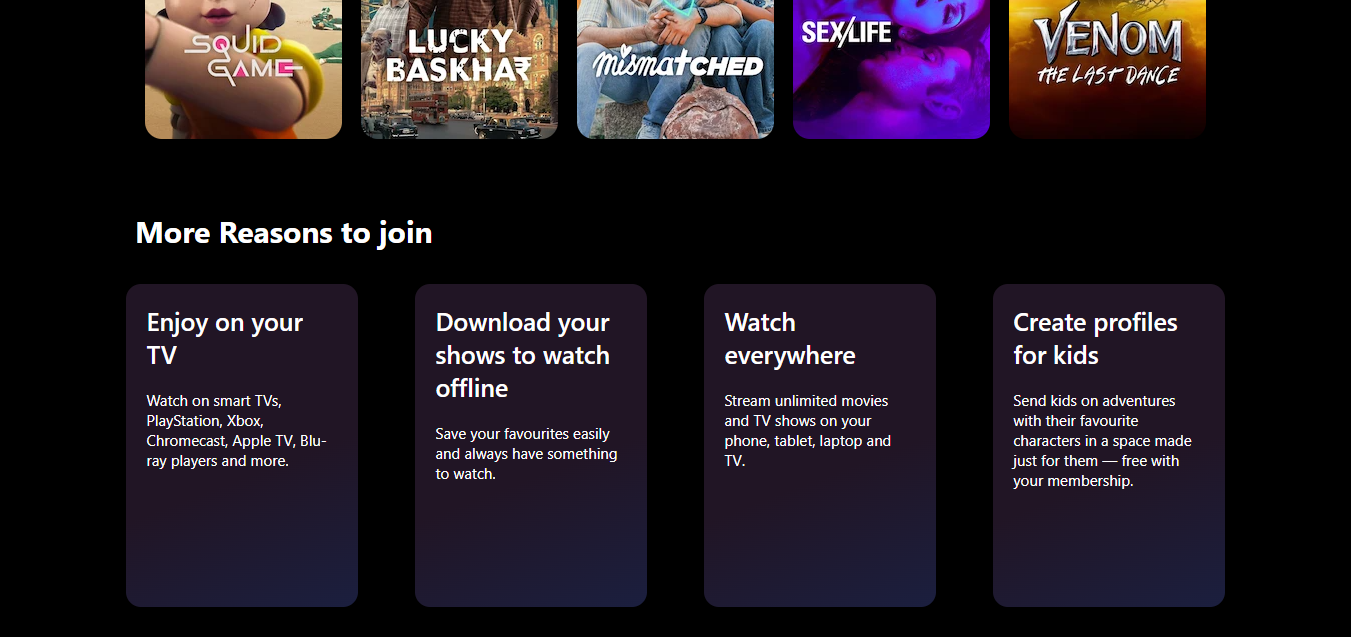 SQUID
GAME
LUCKY
BASKHA₹
mismatCHED
SEX/LIFE
VENOM
THE LAST DANCE
More Reasons to join
Enjoy on your
TV
Watch on smart TVs,
PlayStation, Xbox,
Chromecast, Apple TV, Blu-
ray players and more.
Download your
shows to watch
offline
Save your favourites easily
and always have something
to watch.
Watch
everywhere
Stream unlimited movies
and TV shows on your
phone, tablet, laptop and
TV.
Create profiles
for kids
Send kids on adventures
with their favourite
characters in a space made
just for them — free with
your membership.